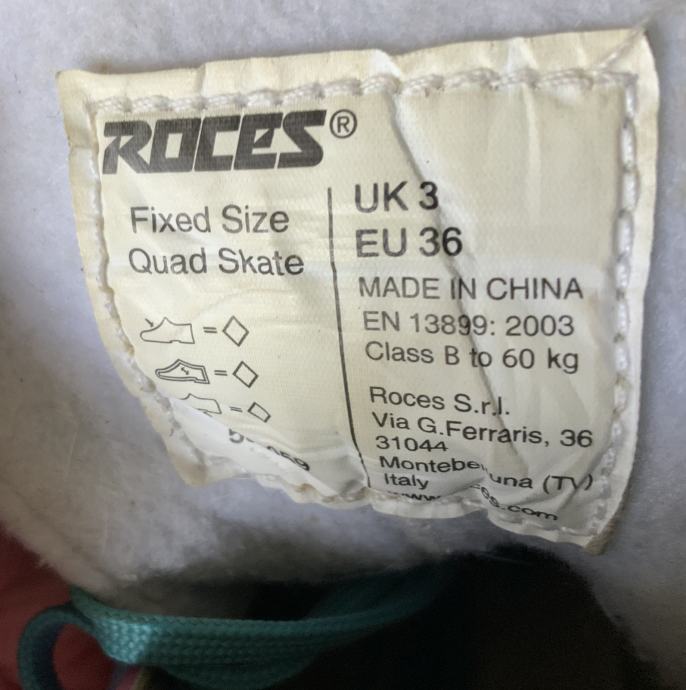 ROCES®
Fixed Size
Quad Skate
UK 3
EU 36
MADE IN CHINA
EN 13899: 2003
Class B to 60 kg
Roces S.r.l.
Via G.Ferraris, 36
31044
(TV)
Italy